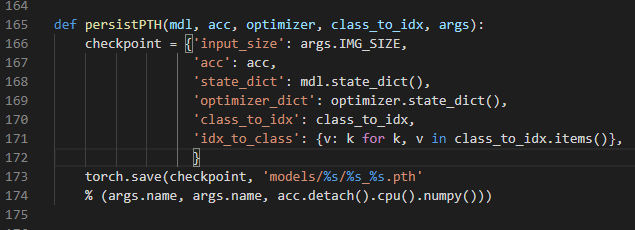 164
165 def persistPTH(mdl, acc, optimizer, class_to_idx, args):
166     checkpoint = {'input_size': args.IMG_SIZE,
167                   'acc': acc,
168                   'state_dict': mdl.state_dict(),
169                   'optimizer_dict': optimizer.state_dict(),
170                   'class_to_idx': class_to_idx,
171                   'idx_to_class': {v: k for k, v in class_to_idx.items()},
172                   }
173     torch.save(checkpoint, 'models/%s/%s_%s.pth'
174     % (args.name, args.name, acc.detach().cpu().numpy()))
175